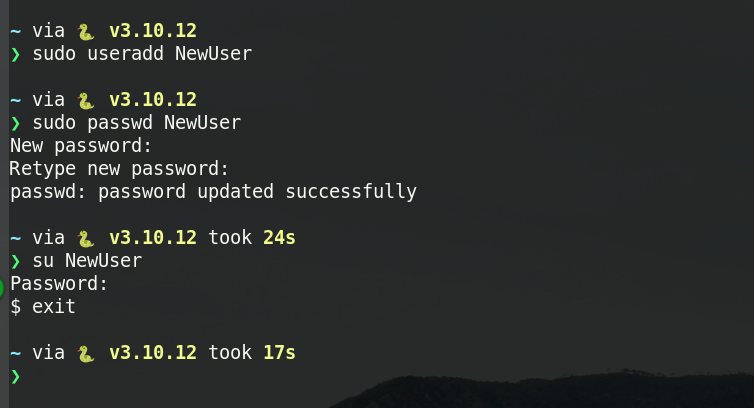 ~ via 🐍 v3.10.12
❯ sudo useradd NewUser
~ via 🐍 v3.10.12
❯ sudo passwd NewUser
New password:
Retype new password:
passwd: password updated successfully
~ via 🐍 v3.10.12 took 24s
❯ su NewUser
Password:
$ exit
~ via 🐍 v3.10.12 took 17s
❯